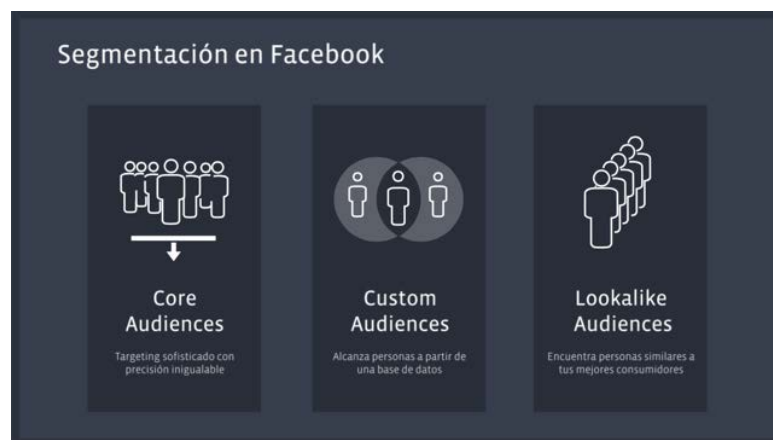 Segmentación en Facebook
Core
Audiences
Targeting sofisticado con
precisión inigualable
Custom
Audiences
Alcanza personas a partir de
una base de datos
Lookalike
Audiences
Encuentra personas similares a
tus mejores consumidores